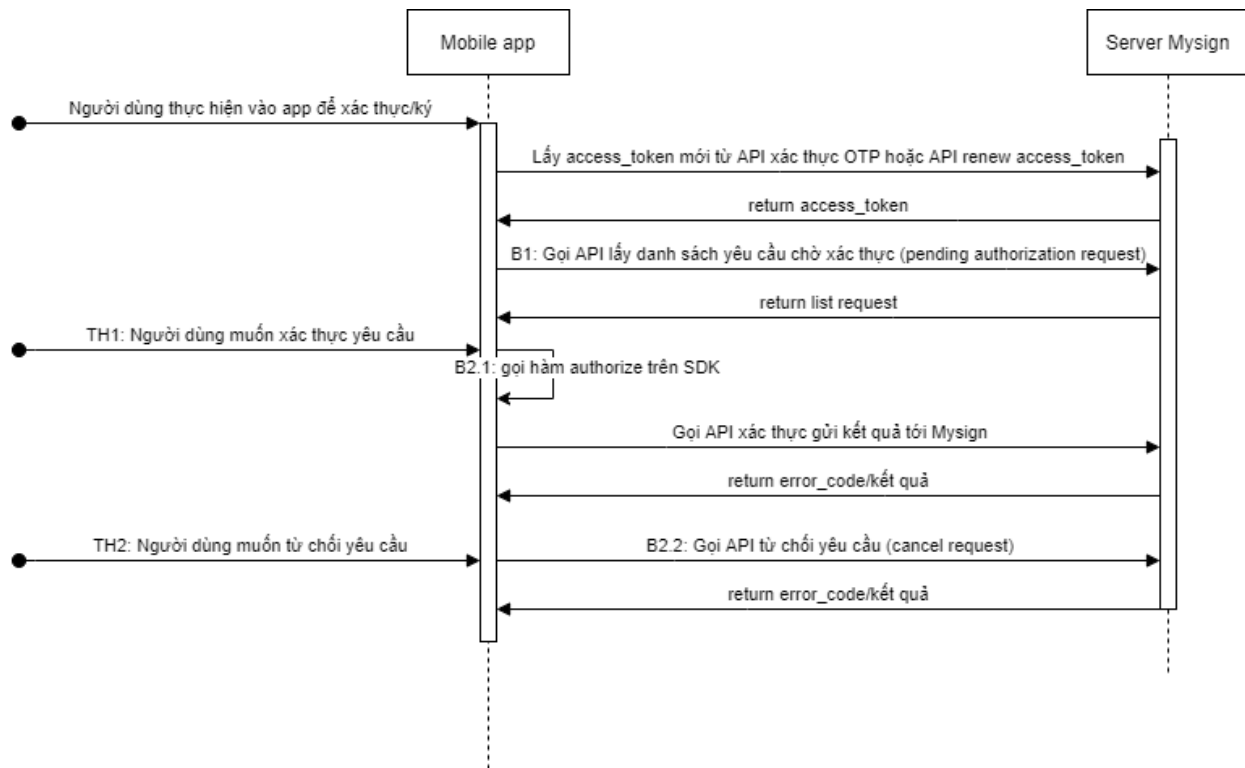 Mobile app
Server Mysign
Người dùng thực hiện vào app để xác thực/ký
Lấy access_token mới từ API xác thực OTP hoặc API renew access_token
return access_token
B1: Gọi API lấy danh sách yêu cầu chờ xác thực (pending authorization request)
return list request
TH1: Người dùng muốn xác thực yêu cầu
B2.1: gọi hàm authorize trên SDK
Gọi API xác thực gửi kết quả tới Mysign
return error_code/kết quả
TH2: Người dùng muốn từ chối yêu cầu
B2.2: Gọi API từ chối yêu cầu (cancel request)
return error_code/kết quả